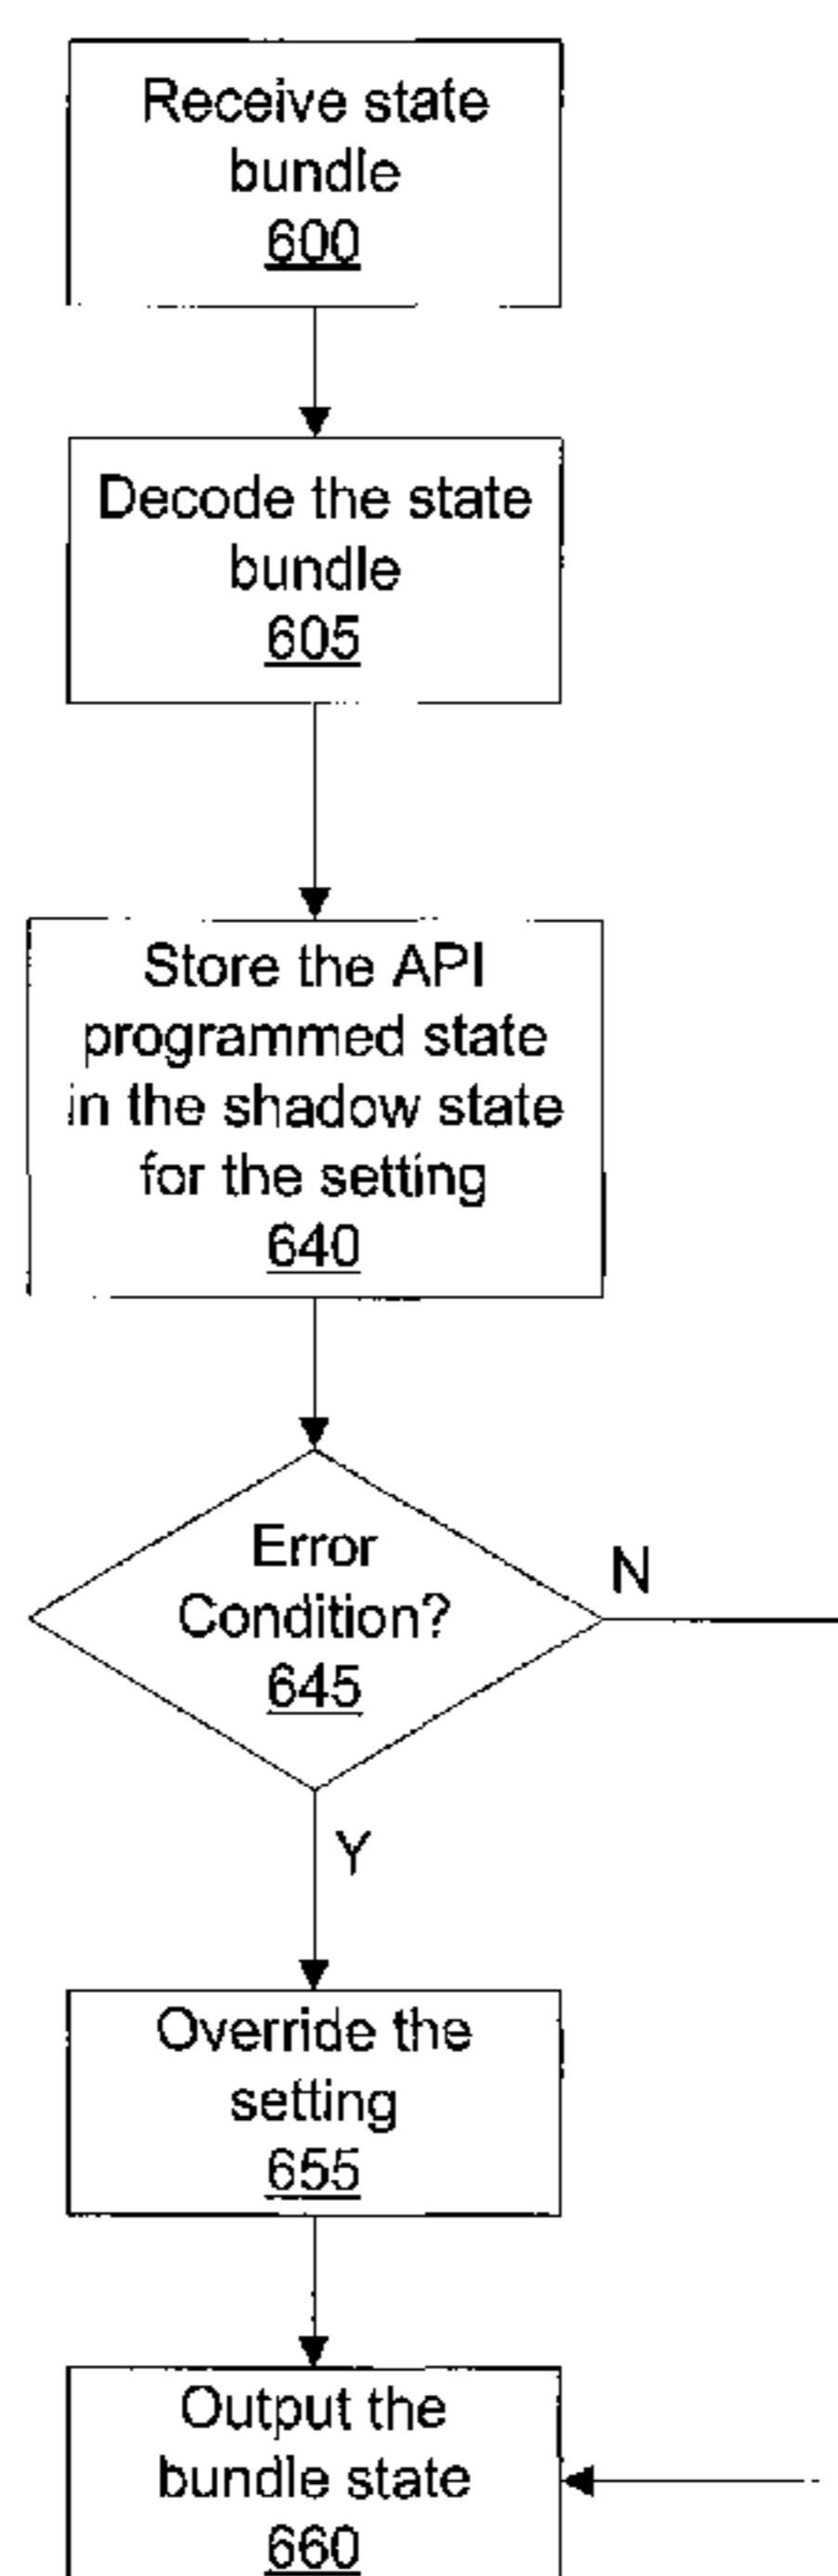 Receive state
bundle
600
Decode the state
bundle
605
Store the API
programmed state
in the shadow state
for the setting
640
Error
Condition?
645
N
Y
Override the
setting
655
Output the
bundle state
660